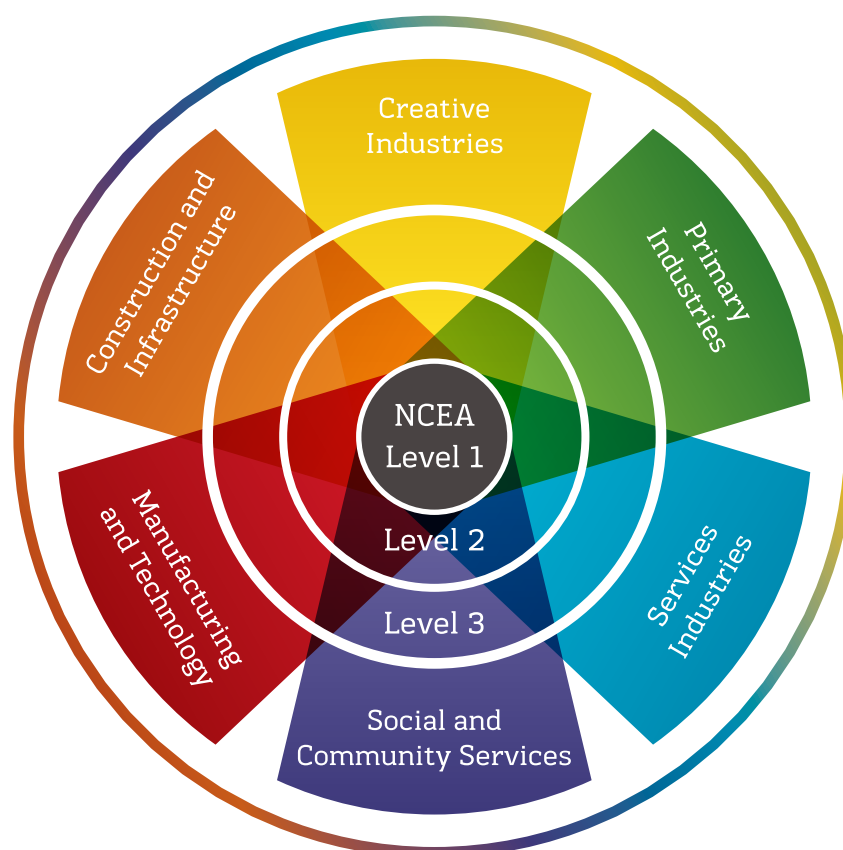 Creative
Industries
Primary
Industries
Services
Industries
Social and
Community Services
Manufacturing
and Technology
Construction and
Infrastructure
NCEA
Level 1
Level 2
Level 3